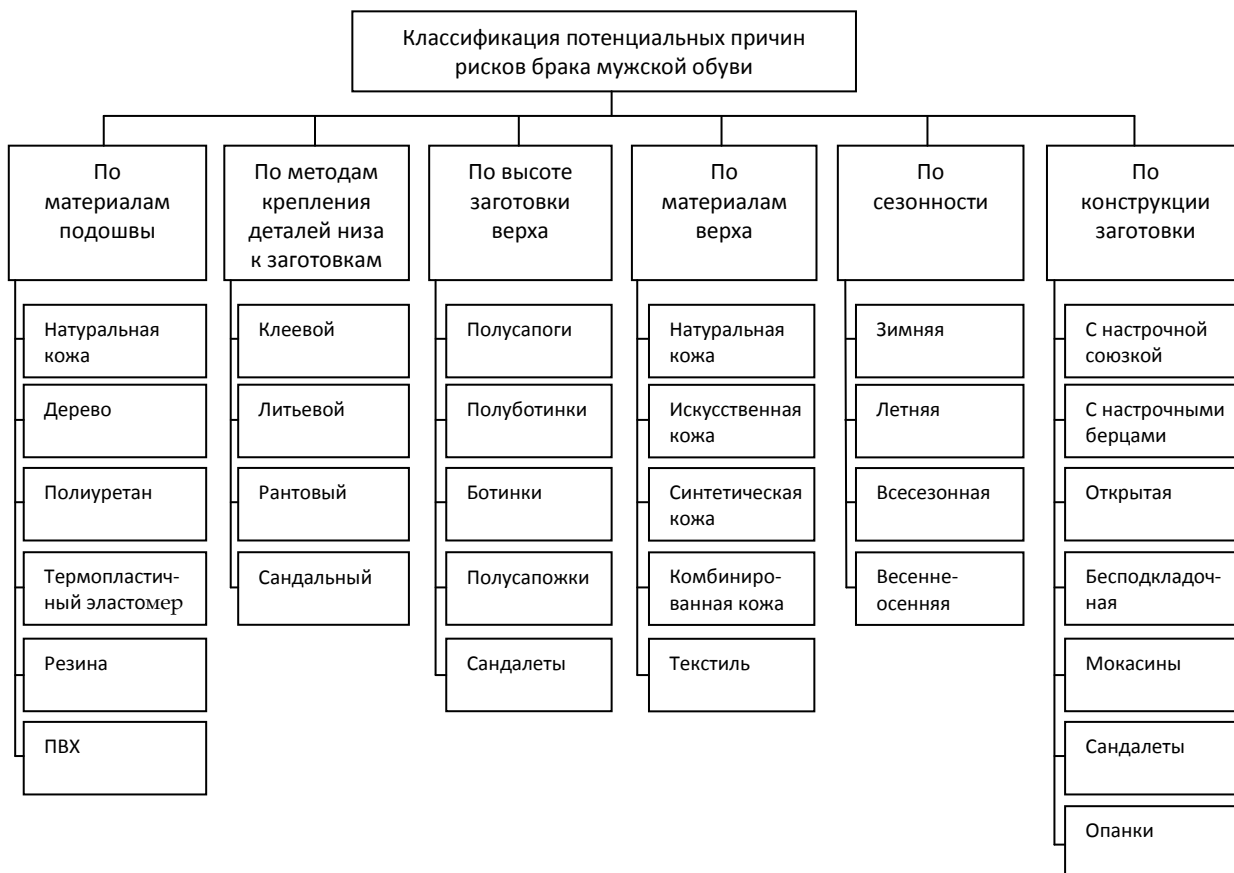 Классификация потенциальных причин
рисков брака мужской обуви
По
материалам
подошвы
Натуральная
кожа
Дерево
Полиуретан
Термопластич-
ный эластомер
Резина
ПВХ
По методам
крепления
деталей низа
к заготовкам
Клеевой
Литьевой
Рантовый
Сандальный
По высоте
заготовки
верха
Полусапоги
Полуботинки
Ботинки
Полусапожки
Сандалеты
По
материалам
верха
Натуральная
кожа
Искусственная
кожа
Синтетическая
кожа
Комбиниро-
ванная кожа
Текстиль
По
сезонности
Зимняя
Летняя
Всесезонная
Весенне-
осенняя
По
конструкции
заготовки
С настрочной
союзкой
С настрочными
берцами
Открытая
Бесподкладоч-
ная
Мокасины
Сандалеты
Опанки